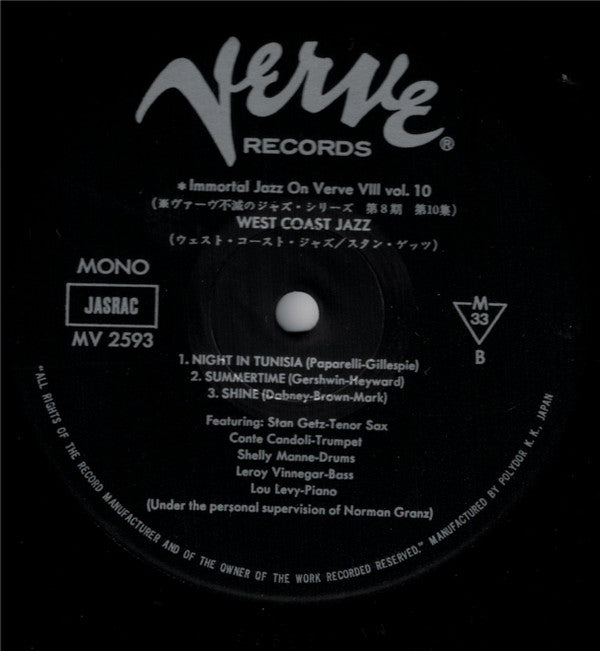 Verve
RECORDS ®
*Immortal Jazz On Verve VIII vol. 10
(※ヴァーヴ不滅のジャズ・シリーズ 第8期 第10集)
WEST COAST JAZZ
(ウェスト・コースト・ジャズ/スタン・ゲッツ)
MONO
JASRAC
MV 2593
M
33
B
1. NIGHT IN TUNISIA (Paparelli-Gillespie)
2. SUMMERTIME (Gershwin-Heyward)
3. SHINE (Dabney-Brown-Mark)
Featuring: Stan Getz-Tenor Sax
Conte Candoli-Trumpet
Shelly Manne-Drums
Leroy Vinnegar-Bass
Lou Levy-Piano
(Under the personal supervision of Norman Granz)
"ALL RIGHTS OF THE RECORD MANUFACTURER AND OF THE OWNER OF THE WORK RECORDED RESERVED." MANUFACTURED BY POLYDOR K. K., JAPAN